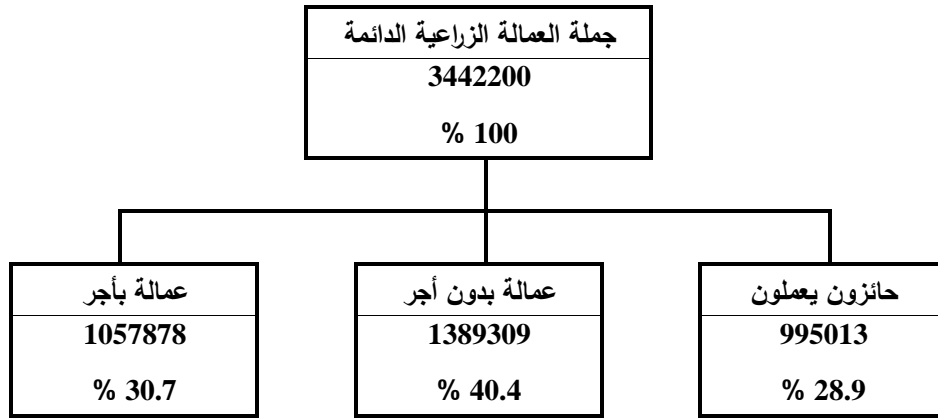 جملة العمالة الزراعية الدائمة
3442200
% 100
حائزون يعملون
995013
% 28.9
عمالة بدون أجر
1389309
% 40.4
عمالة بأجر
1057878
% 30.7